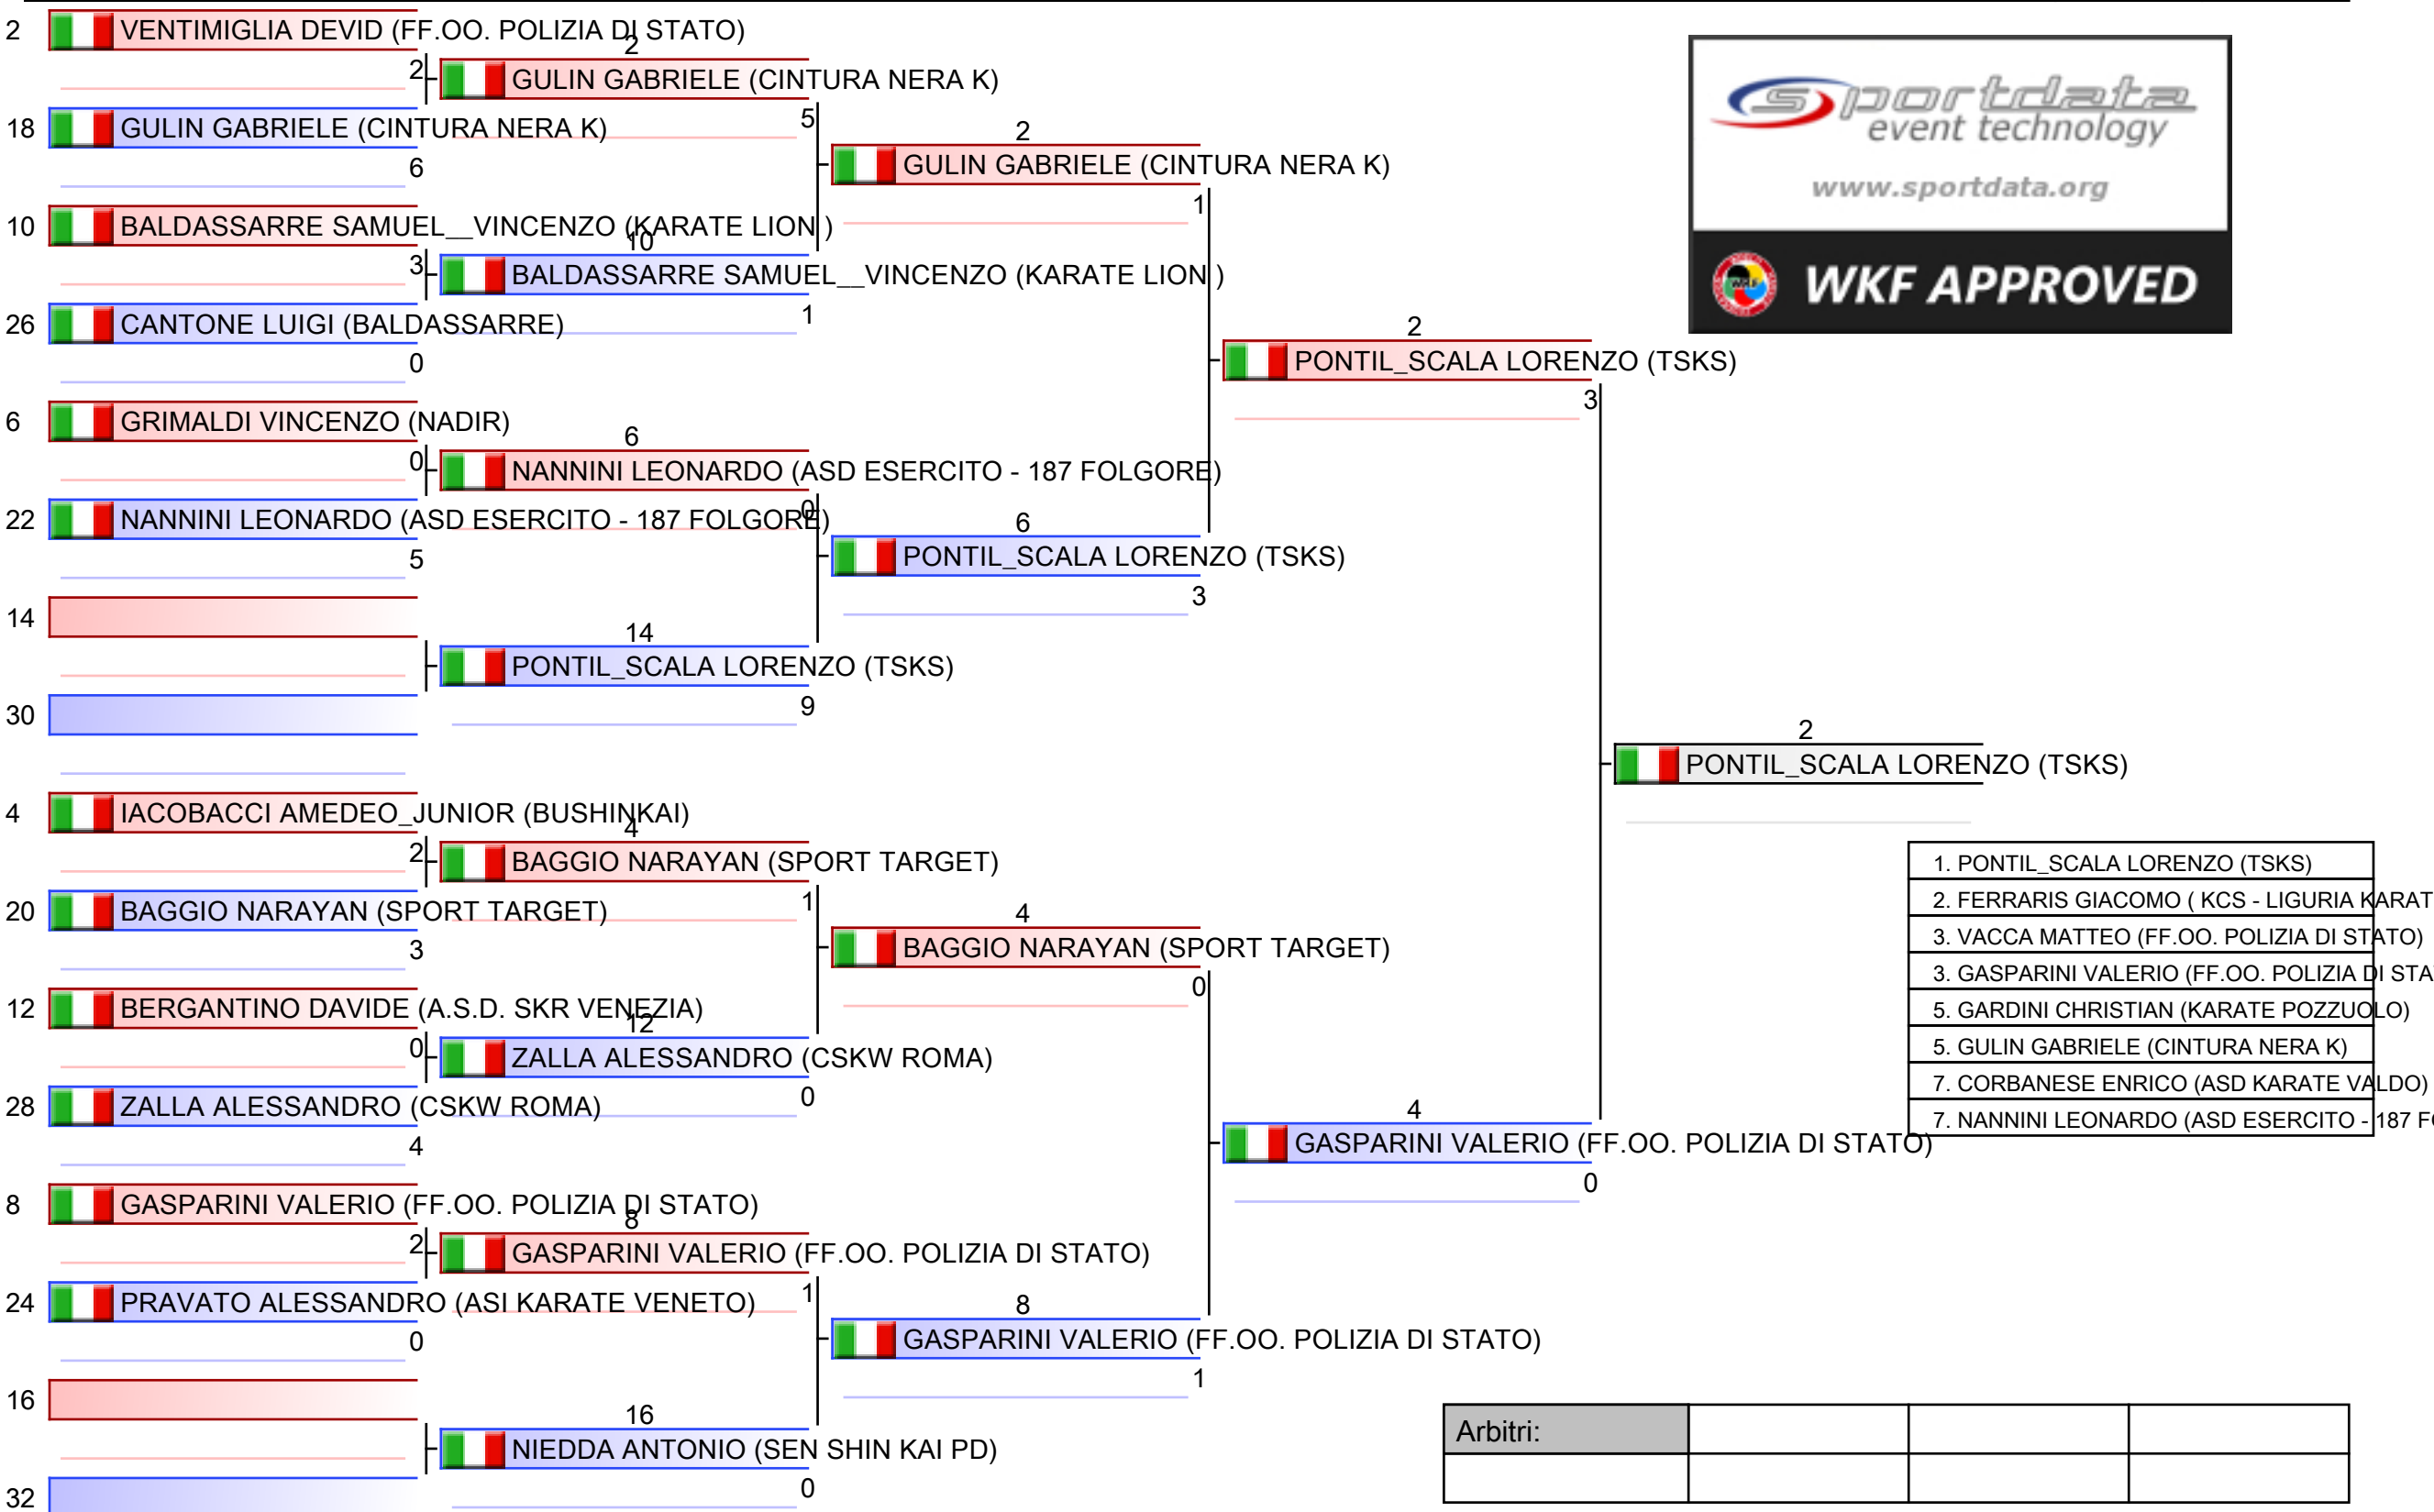 2 VENTIMIGLIA DEVID (FF.OO. POLIZIA DI STATO)
2
2 GULIN GABRIELE (CINTURA NERA K)
5
18 GULIN GABRIELE (CINTURA NERA K)
6
2
GULIN GABRIELE (CINTURA NERA K)
1
10 BALDASSARRE SAMUEL__VINCENZO (KARATE LION )
10
3 BALDASSARRE SAMUEL__VINCENZO (KARATE LION )
1
26 CANTONE LUIGI (BALDASSARRE)
0
2
PONTIL_SCALA LORENZO (TSKS)
3
6 GRIMALDI VINCENZO (NADIR)
6
0 NANNINI LEONARDO (ASD ESERCITO - 187 FOLGORE)
0
22 NANNINI LEONARDO (ASD ESERCITO - 187 FOLGORE)
5
6
PONTIL_SCALA LORENZO (TSKS)
3
14
14
PONTIL_SCALA LORENZO (TSKS)
9
30
2
PONTIL_SCALA LORENZO (TSKS)
4 IACOBACCI AMEDEO_JUNIOR (BUSHINKAI)
4
2 BAGGIO NARAYAN (SPORT TARGET)
1
20 BAGGIO NARAYAN (SPORT TARGET)
3
4
BAGGIO NARAYAN (SPORT TARGET)
0
12 BERGANTINO DAVIDE (A.S.D. SKR VENEZIA)
12
0 ZALLA ALESSANDRO (CSKW ROMA)
0
28 ZALLA ALESSANDRO (CSKW ROMA)
4
4
GASPARINI VALERIO (FF.OO. POLIZIA DI STATO)
0
8 GASPARINI VALERIO (FF.OO. POLIZIA DI STATO)
8
2 GASPARINI VALERIO (FF.OO. POLIZIA DI STATO)
1
24 PRAVATO ALESSANDRO (ASI KARATE VENETO)
0
8
GASPARINI VALERIO (FF.OO. POLIZIA DI STATO)
1
16
16
NIEDDA ANTONIO (SEN SHIN KAI PD)
0
32
sportdata
event technology
www.sportdata.org
WKF
WKF APPROVED
1. PONTIL_SCALA LORENZO (TSKS)
2. FERRARIS GIACOMO ( KCS - LIGURIA KARAT
3. VACCA MATTEO (FF.OO. POLIZIA DI STATO)
3. GASPARINI VALERIO (FF.OO. POLIZIA DI STA
5. GARDINI CHRISTIAN (KARATE POZZUOLO)
5. GULIN GABRIELE (CINTURA NERA K)
7. CORBANESE ENRICO (ASD KARATE VALDO)
7. NANNINI LEONARDO (ASD ESERCITO - 187 F
Arbitri: